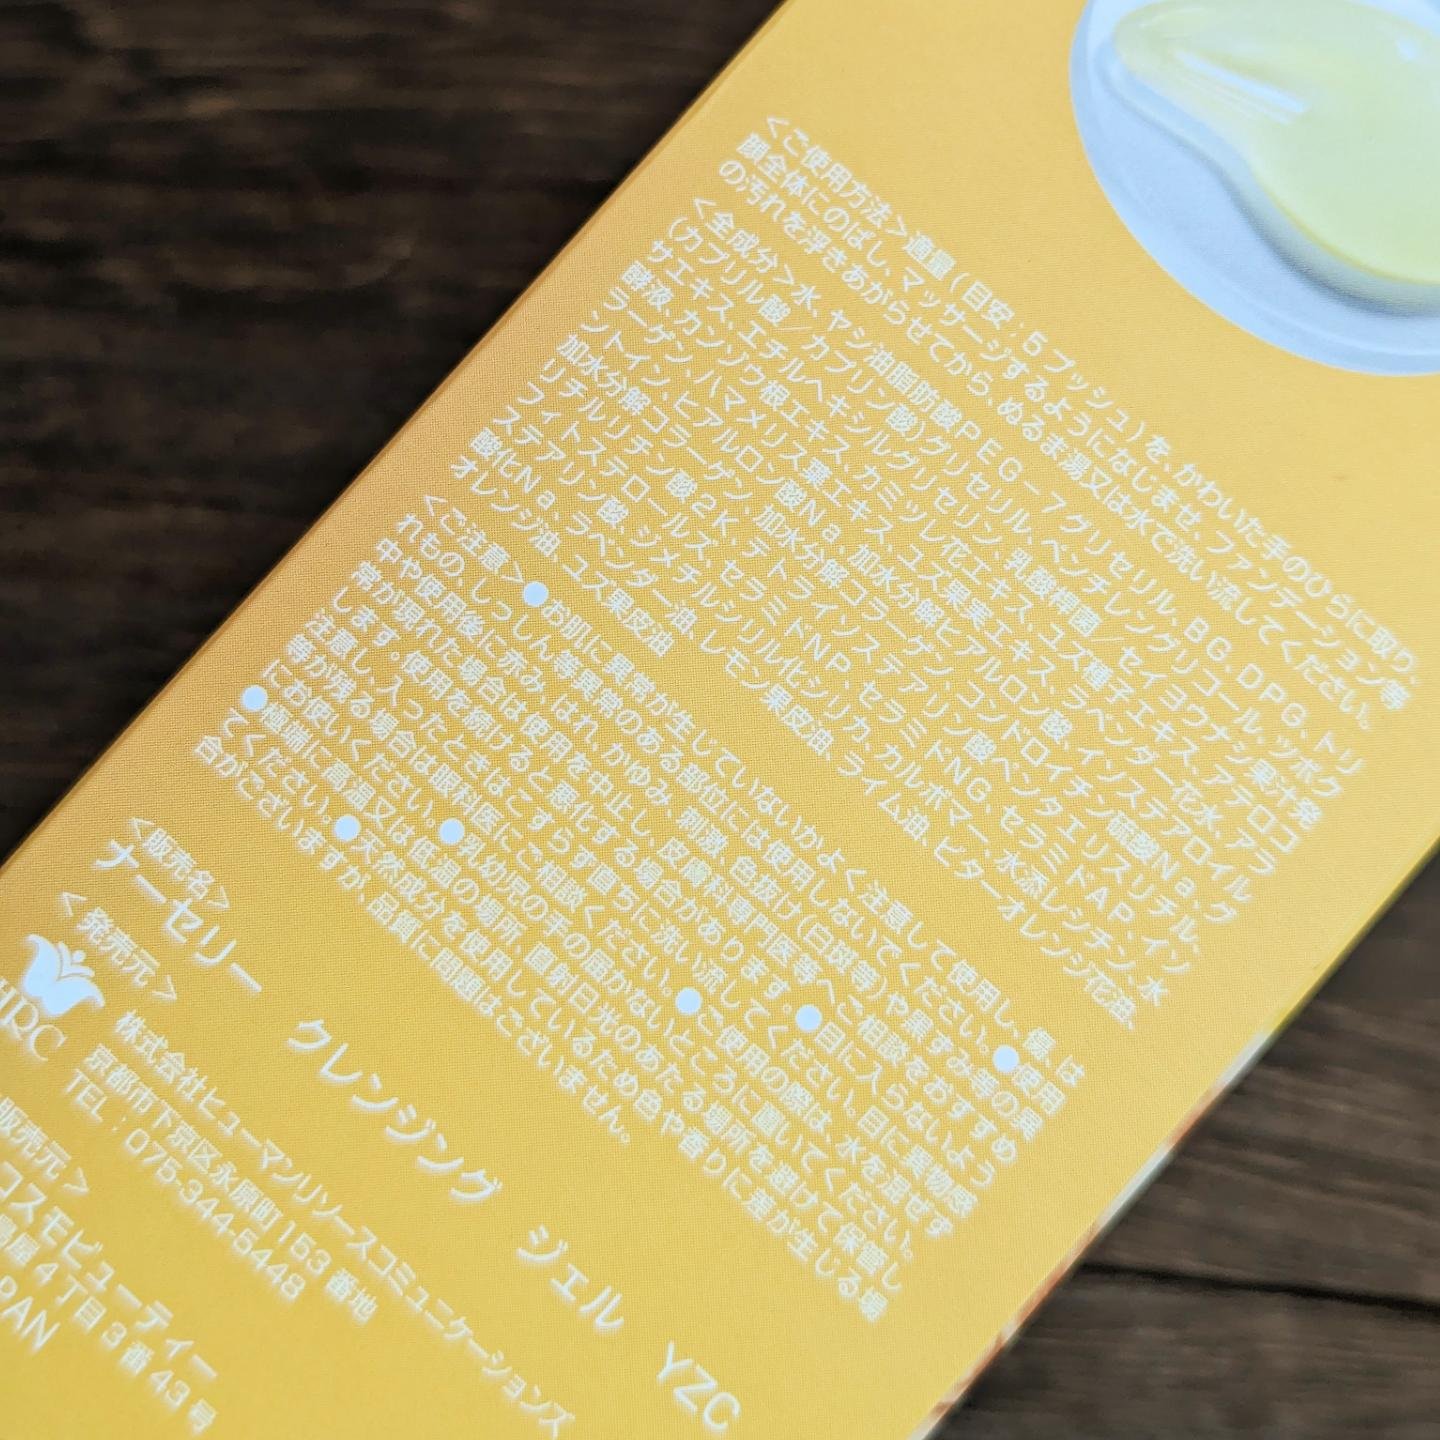 <ご使用方法>適量(目安:5プッシュ)を、かわいた手のひらに取り、
顔全体にのばし、マッサージするようになじませ、ファンデーション等
の汚れを浮きあがらせてから、ぬるま湯又は水で洗い流してください。
<全成分>水、ヤシ油脂肪酸PEG-7グリセリル、BG、DPG、トリ
(カプリル酸/カプリン酸)グリセリル、ペンチレングリコール、ツボク
サエキス、エチルヘキシルグリセリン、乳酸桿菌/セイヨウナシ果汁発
酵液、カンゾウ根エキス、カミツレ花エキス、ユズ種子エキス、アテロコ
ラーゲン、ハマメリス葉エキス、ユズ果実エキス、ラベンダー花水、アラ
ントイン、ヒアルロン酸Na、加水分解ヒアルロン酸、コンドロイチン硫酸Na、
加水分解コラーゲン、加水分解コラーゲン、
リチルリチン酸2K、テトライソステアリン酸ペンタエリスリチル、
フィトステロールズ、セラミドNP、セラミドNG、セラミドAP、イソ
ステアリン酸、ジメチルシリル化シリカ、カルボマー、水添レシチン、水
酸化Na、ラベンダー油、レモン果皮油、ライム油、ビターオレンジ花油、
オレンジ油、ユズ果皮油
<ご注意>●お肌に異常が生じていないかよく注意して使用し、傷、は
れもの、しっしん等異常のある部位には使用しないでください。●使用
中や使用後に赤み、はれ、かゆみ、刺激、色抜け(白斑等)や黒ずみ等の異
常が現れた場合は使用を中止し、皮膚科専門医等へご相談をおすすめ
します。使用を続けると悪化する場合があります。●目に入らないよう
注意し、入ったときはこすらず直ちに洗い流してください。目に異物感
等が残る場合は眼科医にご相談ください。●ご使用の際は、水を混ぜず
にお使いください。●乳幼児の手の届かないところに置いてください。
●極端に高温又は低温の場所、直射日光のあたる場所を避けて保管し
てください。●天然成分を使用しているため色や香りに差が生じる場
合がございますが、品質に問題はございません。
<販売名>
ナーセリー クレンジング ジェル YZC
<発売元>
HRC
株式会社ヒューマンリソースコミュニケーションズ
京都市下京区永原町153番地
TEL:075-344-5448
販売元>
コスモビューティー
屋4丁目3番43号
PAN